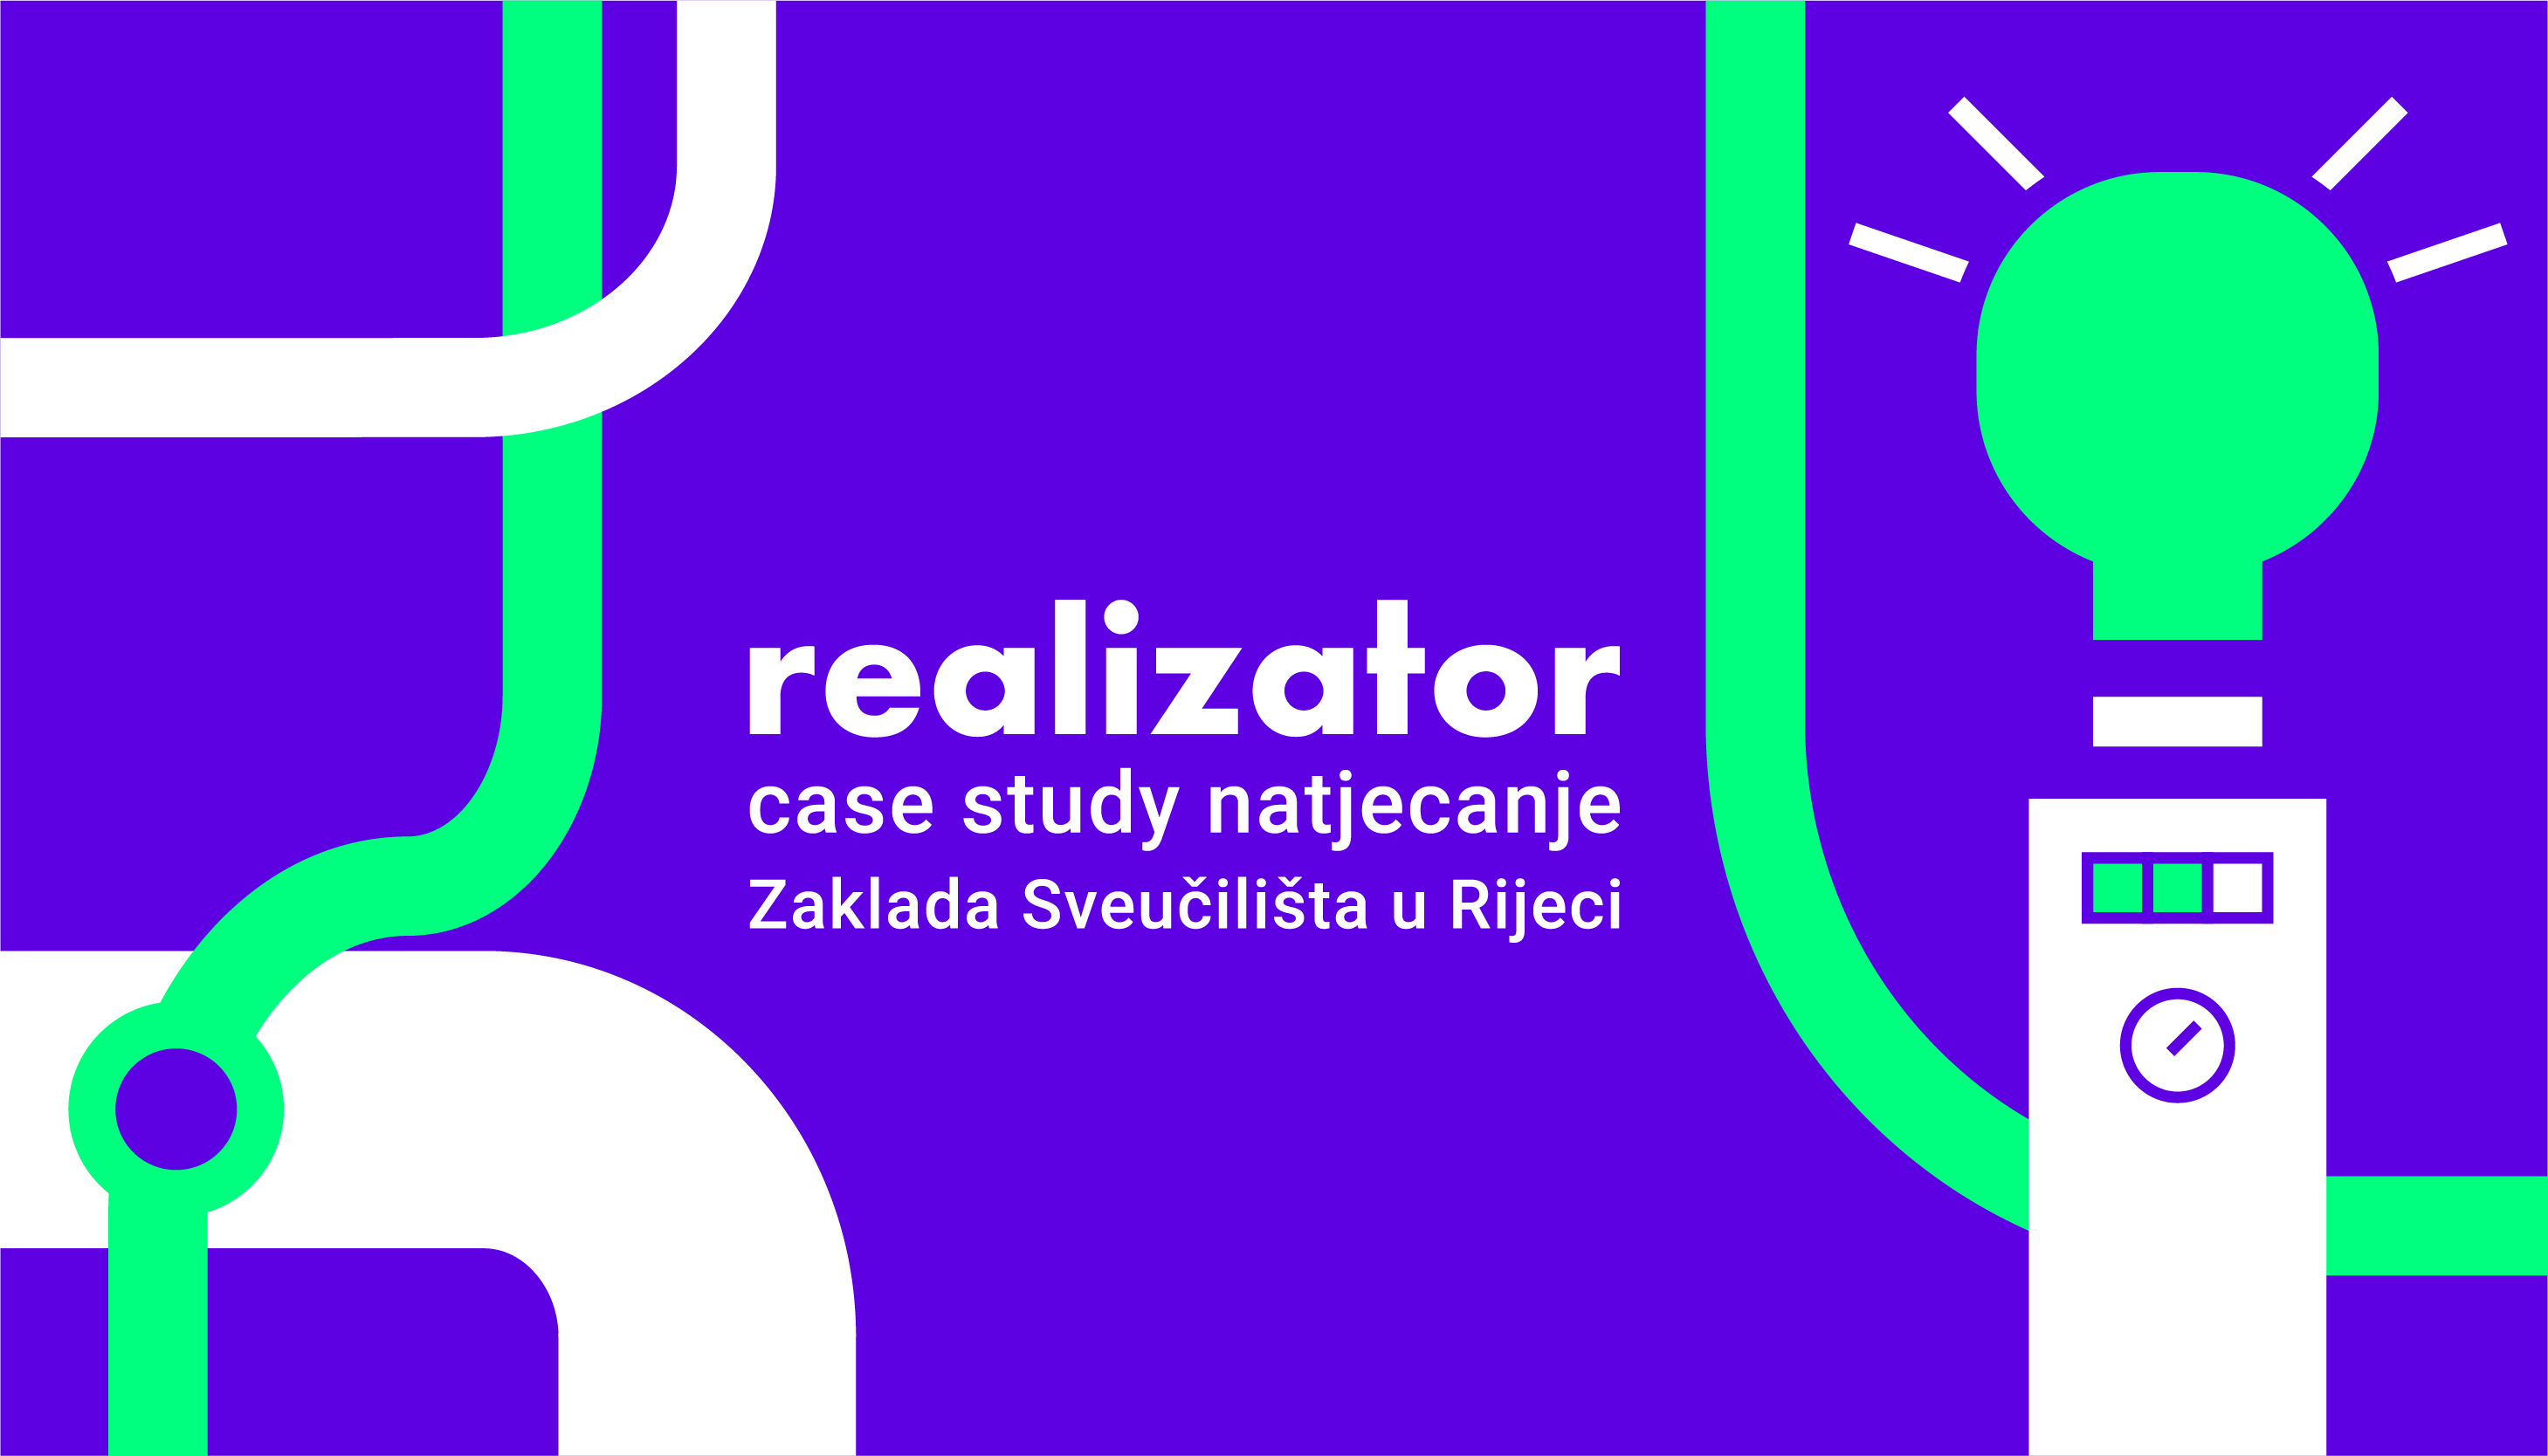 realizator
case study natjecanje
Zaklada Sveučilišta u Rijeci